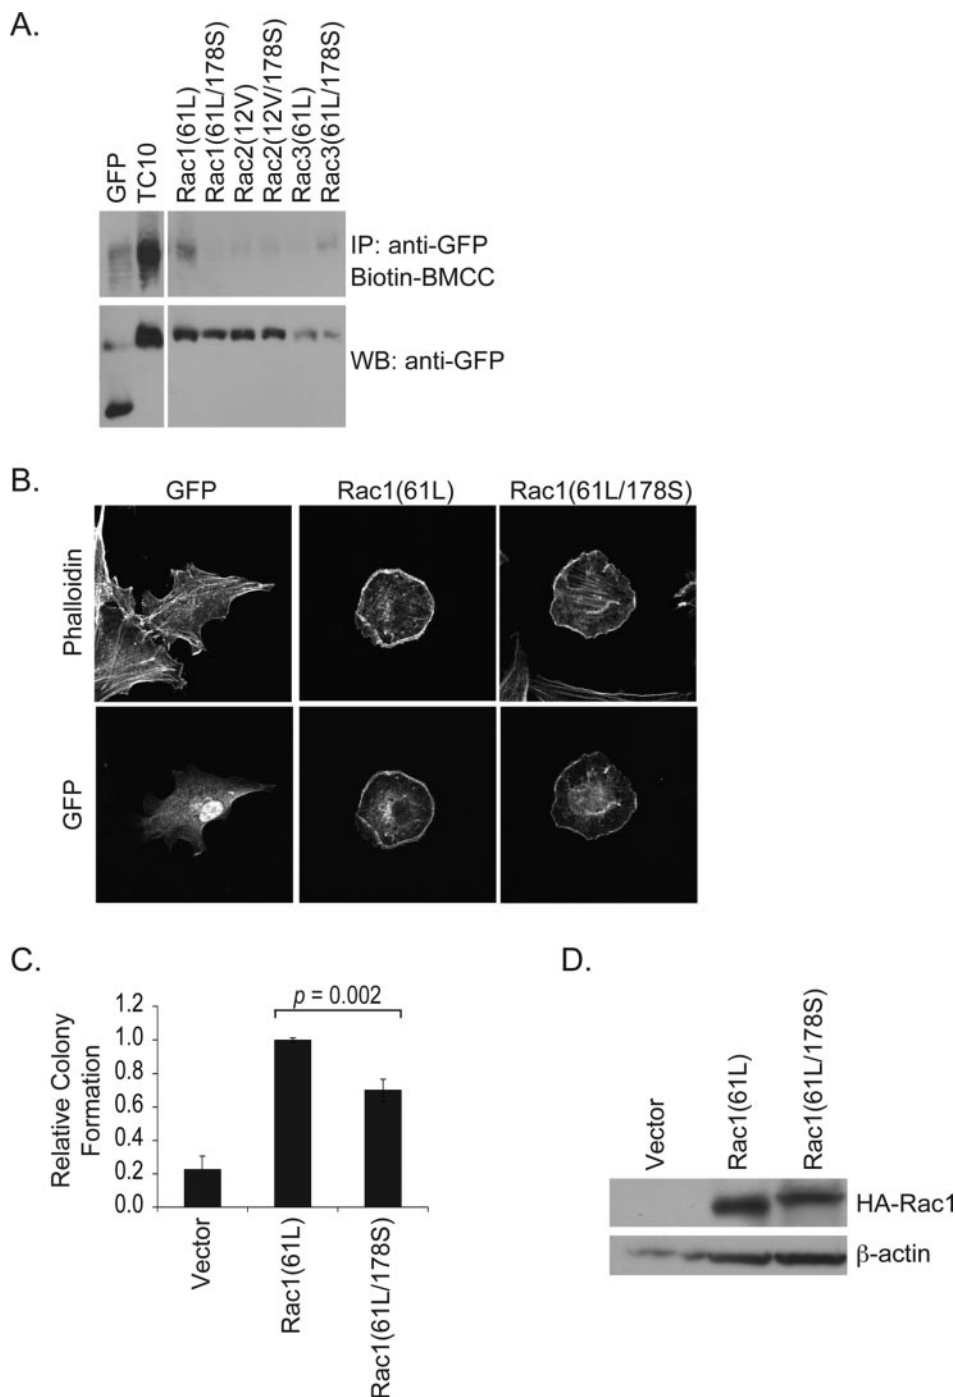 A.
GFP
TC10
Rac1(61L)
Rac1(61L/178S)
Rac2(12V)
Rac2(12V/178S)
Rac3(61L)
Rac3(61L/178S)
IP: anti-GFP
Biotin-BMCC
WB: anti-GFP
B.
GFP
Rac1(61L)
Rac1(61L/178S)
Phalloidin
GFP
C.
p = 0.002
Relative Colony
Formation
1.2
1.0
0.8
0.6
0.4
0.2
0.0
Vector
Rac1(61L)
Rac1(61L/178S)
D.
Vector
Rac1(61L)
Rac1(61L/178S)
HA-Rac1
β-actin